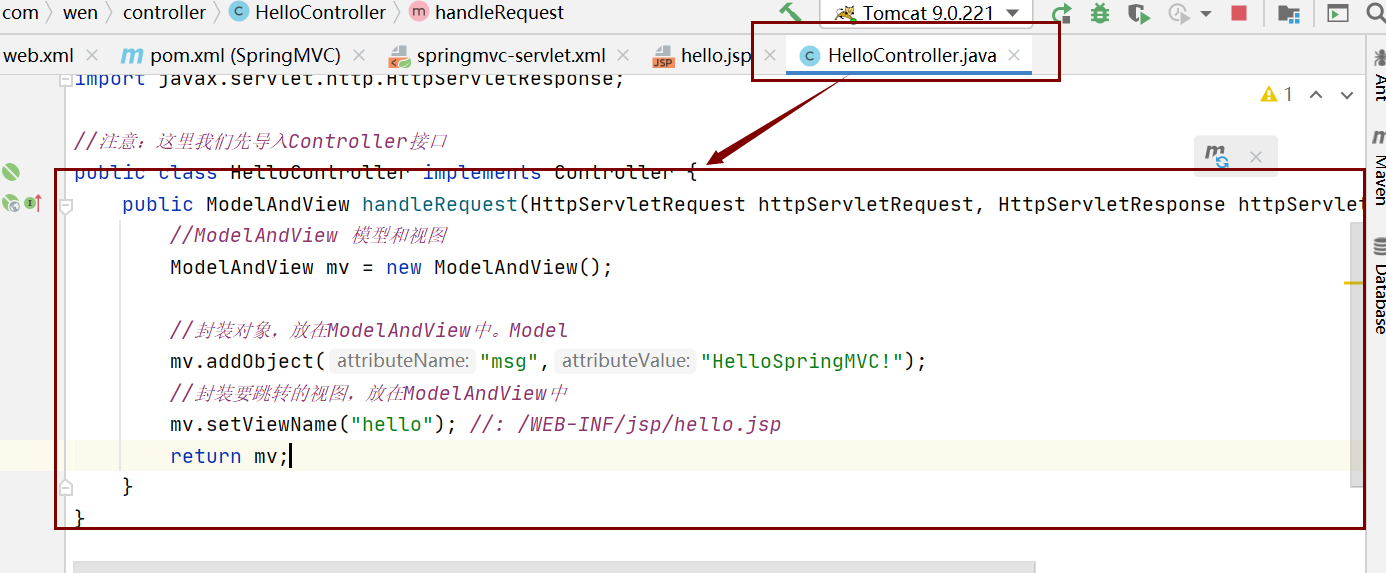 com wen controller C HelloController m handleRequest Tomcat 9.0.221
web.xml pom.xml (SpringMVC) springmvc-servlet.xml hello.jsp HelloController.java
import javax.servlet.http.HttpServletResponse;
1
//注意：这里我们先导入Controller接口
public class HelloController implements Controller {
public ModelAndView handleRequest(HttpServletRequest httpServletRequest, HttpServletResponse httpServlet
//ModelAndView 模型和视图
ModelAndView mv = new ModelAndView();
//封装对象，放在ModelAndView中。Model
mv.addObject( attributeName: "msg", attributeValue: "HelloSpringMVC!");
//封装要跳转的视图，放在ModelAndView中
mv.setViewName("hello"); //: /WEB-INF/jsp/hello.jsp
return mv;
}
}
Ant
Maven
Database